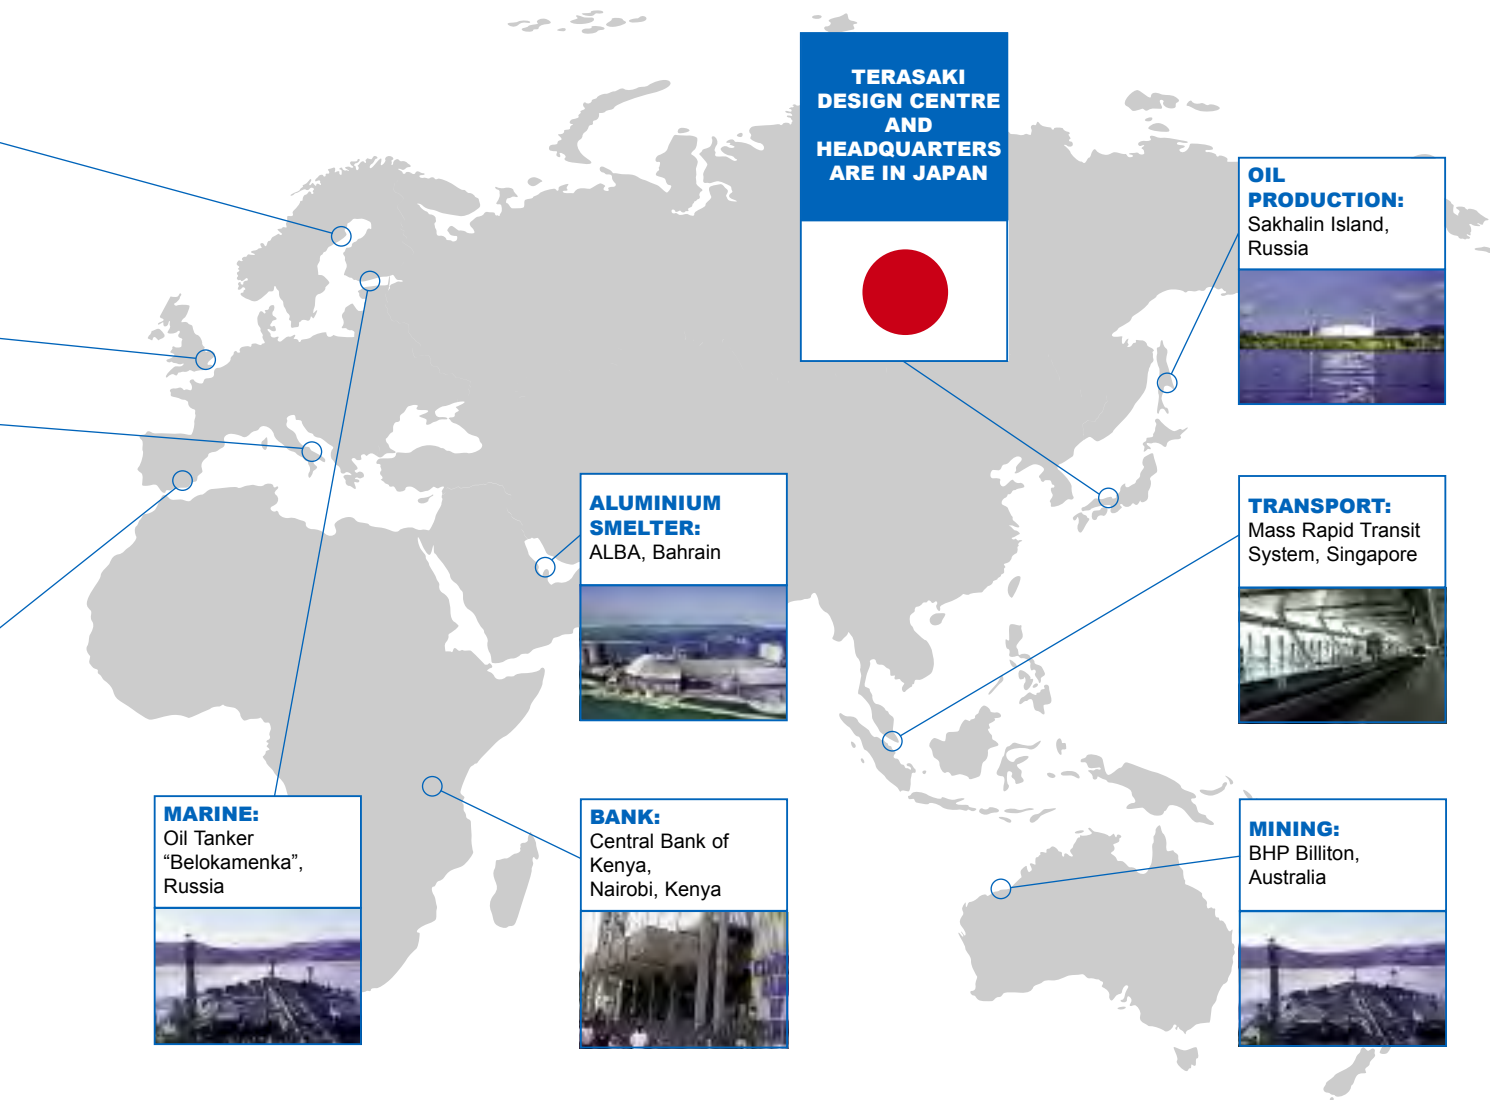 TERASAKI
DESIGN CENTRE
AND
HEADQUARTERS
ARE IN JAPAN
OIL
PRODUCTION:
Sakhalin Island,
Russia
ALUMINIUM
SMELTER:
ALBA, Bahrain
TRANSPORT:
Mass Rapid Transit
System, Singapore
MARINE:
Oil Tanker
“Belokamenka”,
Russia
BANK:
Central Bank of
Kenya,
Nairobi, Kenya
MINING:
BHP Billiton,
Australia